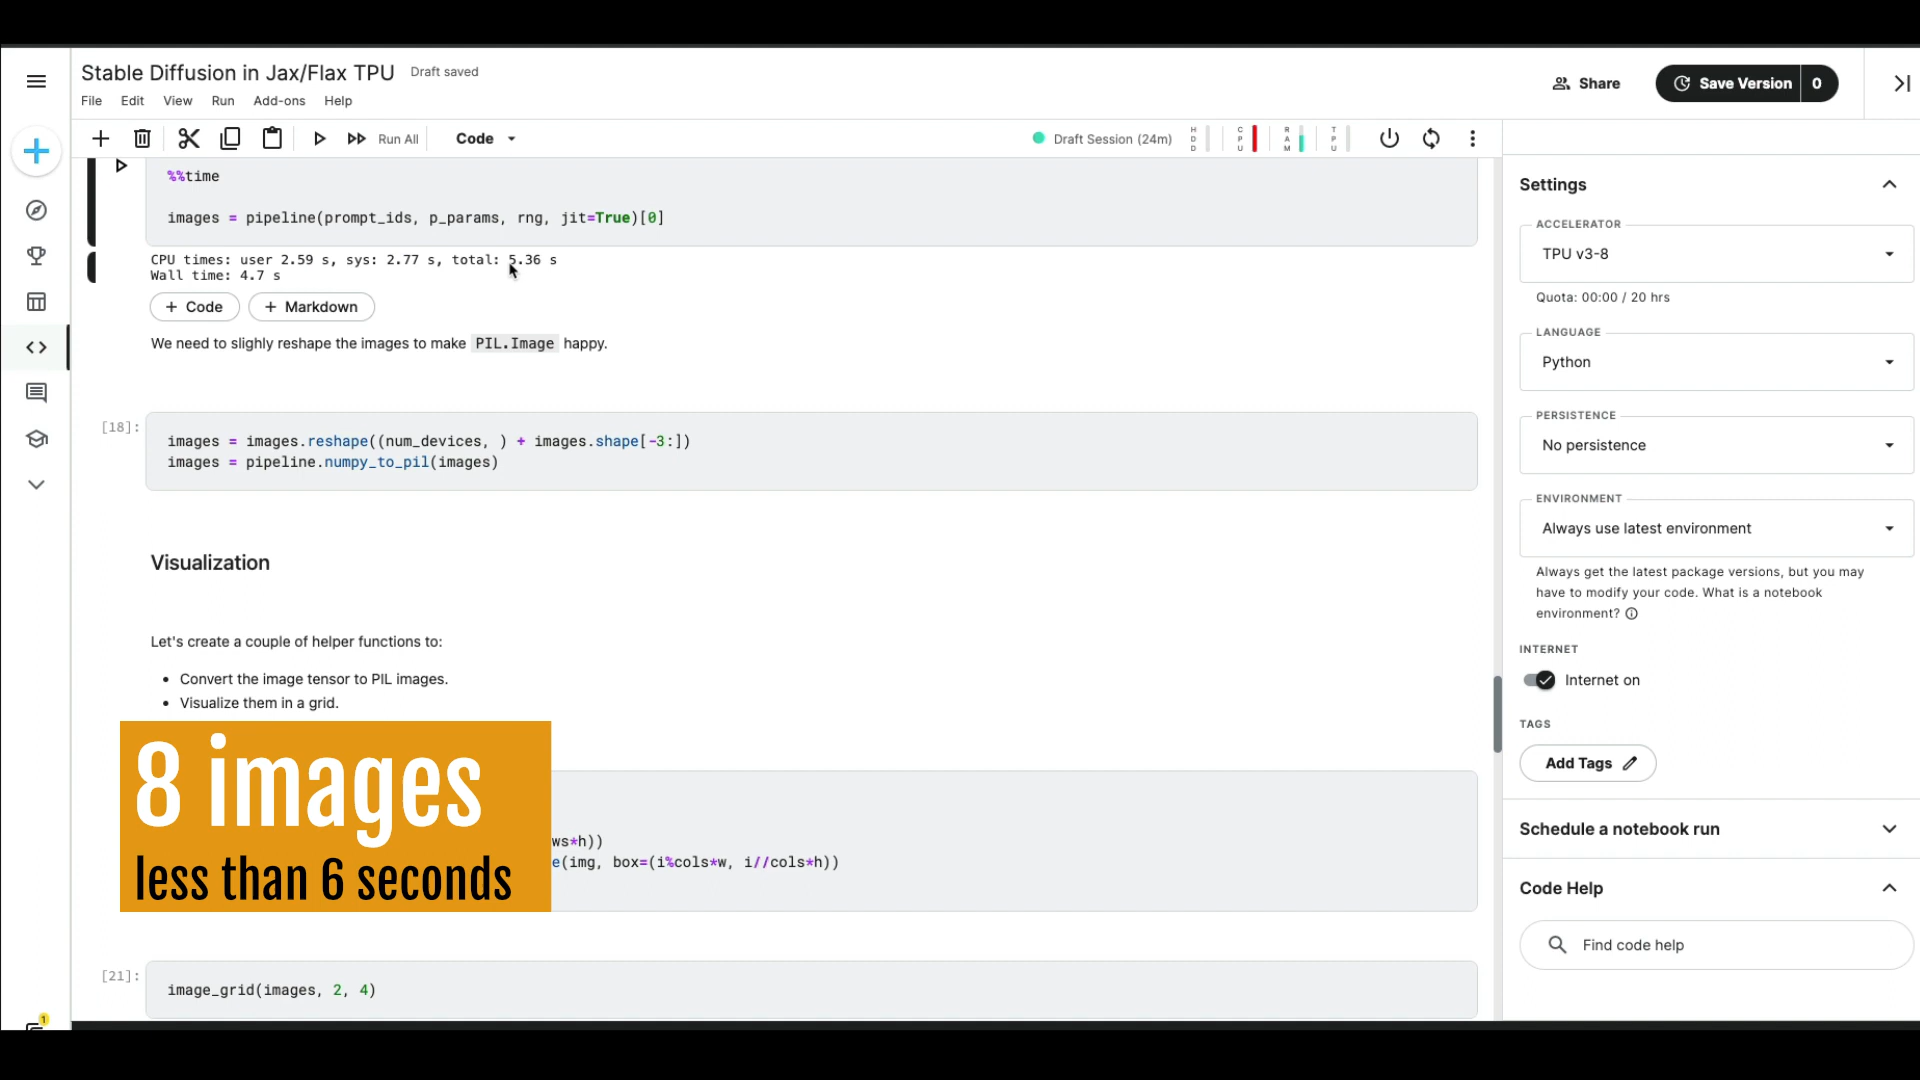 Stable Diffusion in Jax/Flax TPU
Draft saved
File Edit View Run Add-ons Help
Share
Save Version 0
Run All
Code
Draft Session (24m)
HDD
CPU
RAM
TPU
%%time
images = pipeline(prompt_ids, p_params, rng, jit=True)[0]
CPU times: user 2.59 s, sys: 2.77 s, total: 5.36 s
Wall time: 4.7 s
+ Code + Markdown
We need to slighly reshape the images to make PIL.Image happy.
[18]:
images = images.reshape((num_devices, ) + images.shape[-3:])
images = pipeline.numpy_to_pil(images)
Visualization
Let's create a couple of helper functions to:
• Convert the image tensor to PIL images.
• Visualize them in a grid.
8 images
less than 6 seconds
ws*h))
e(img, box=(i%cols*w, i//cols*h))
[21]:
image_grid(images, 2, 4)
1
Settings
ACCELERATOR
TPU v3-8
Quota: 00:00 / 20 hrs
LANGUAGE
Python
PERSISTENCE
No persistence
ENVIRONMENT
Always use latest environment
Always get the latest package versions, but you may
have to modify your code. What is a notebook
environment?
INTERNET
Internet on
TAGS
Add Tags
Schedule a notebook run
Code Help
Find code help